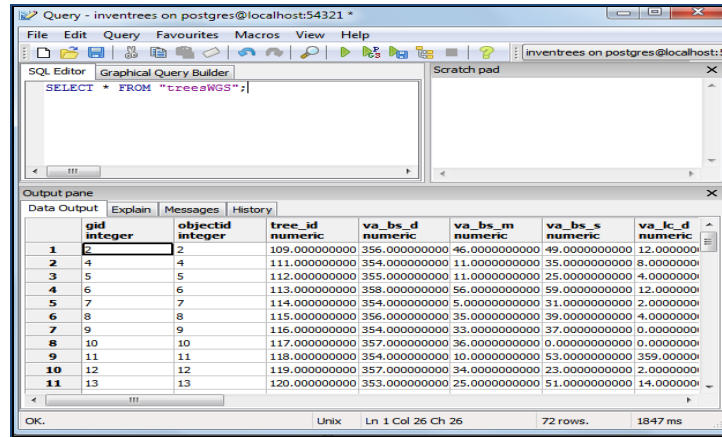 Query - inventrees on postgres@localhost:54321 *
File Edit Query Favourites Macros View Help
inventrees on postgres@localhost:5
SQL Editor Graphical Query Builder
Scratch pad
SELECT * FROM "treesWGS";
Output pane
Data Output Explain Messages History
gid integer objectid integer tree_id numeric va_bs_d numeric va_bs_m numeric va_bs_s numeric va_lc_d numeric
1 2 2 109.000000000 356.000000000 46.0000000000 49.0000000000 12.0000000
2 4 4 111.000000000 354.000000000 11.0000000000 35.0000000000 8.00000000
3 5 5 112.000000000 355.000000000 11.0000000000 25.0000000000 4.00000000
4 6 6 113.000000000 358.000000000 56.0000000000 59.0000000000 12.0000000
5 7 7 114.000000000 354.000000000 5.00000000000 31.0000000000 2.00000000
6 8 8 115.000000000 356.000000000 35.0000000000 39.0000000000 4.00000000
7 9 9 116.000000000 354.000000000 33.0000000000 37.0000000000 0.00000000
8 10 10 117.000000000 357.000000000 36.0000000000 0.00000000000 0.00000000
9 11 11 118.000000000 354.000000000 10.0000000000 53.0000000000 359.000000
10 12 12 119.000000000 357.000000000 34.0000000000 23.0000000000 2.00000000
11 13 13 120.000000000 353.000000000 25.0000000000 51.0000000000 14.0000000
OK. Unix Ln 1 Col 26 Ch 26 72 rows. 1847 ms